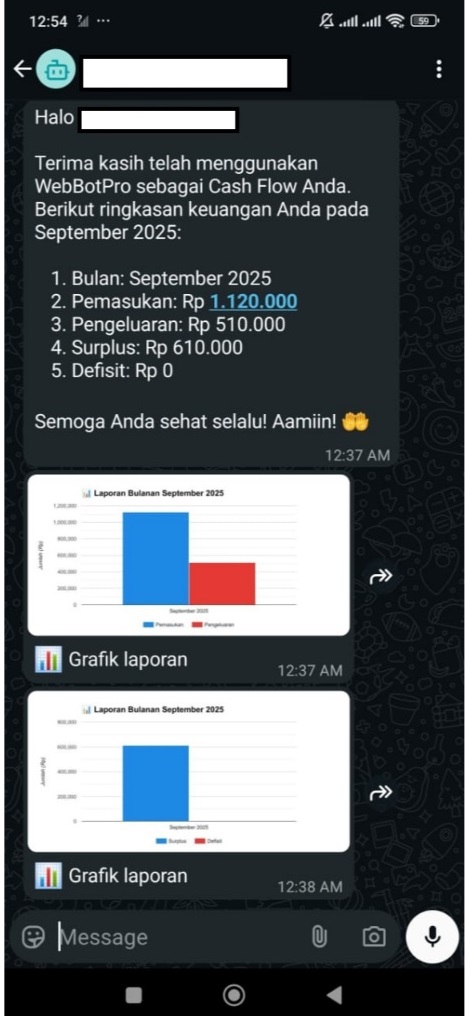 12:54
59
Halo
Terima kasih telah menggunakan
WebBotPro sebagai Cash Flow Anda.
Berikut ringkasan keuangan Anda pada
September 2025:
1. Bulan: September 2025
2. Pemasukan: Rp 1.120.000
3. Pengeluaran: Rp 510.000
4. Surplus: Rp 610.000
5. Defisit: Rp 0
Semoga Anda sehat selalu! Aamiin! 🤲
12:37 AM
📊 Laporan Bulanan September 2025
Jumlah (Rp)
1,200,000
1,000,000
800,000
600,000
400,000
200,000
0
September 2025
Pemasukan Pengeluaran
📊 Grafik laporan
12:37 AM
📊 Laporan Bulanan September 2025
Jumlah (Rp)
800,000
600,000
400,000
200,000
0
September 2025
Surplus Defisit
📊 Grafik laporan
12:38 AM
Message